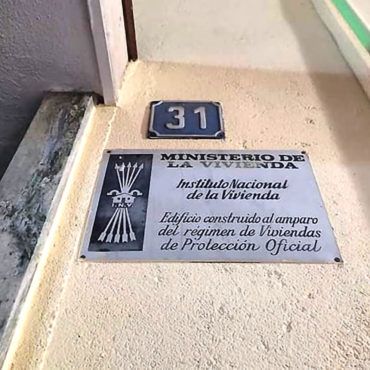 31
MINISTERIO DE
LA VIVIENDA
Instituto Nacional
de la Vivienda
Edificio construido al amparo
del régimen de Viviendas
de Protección Oficial